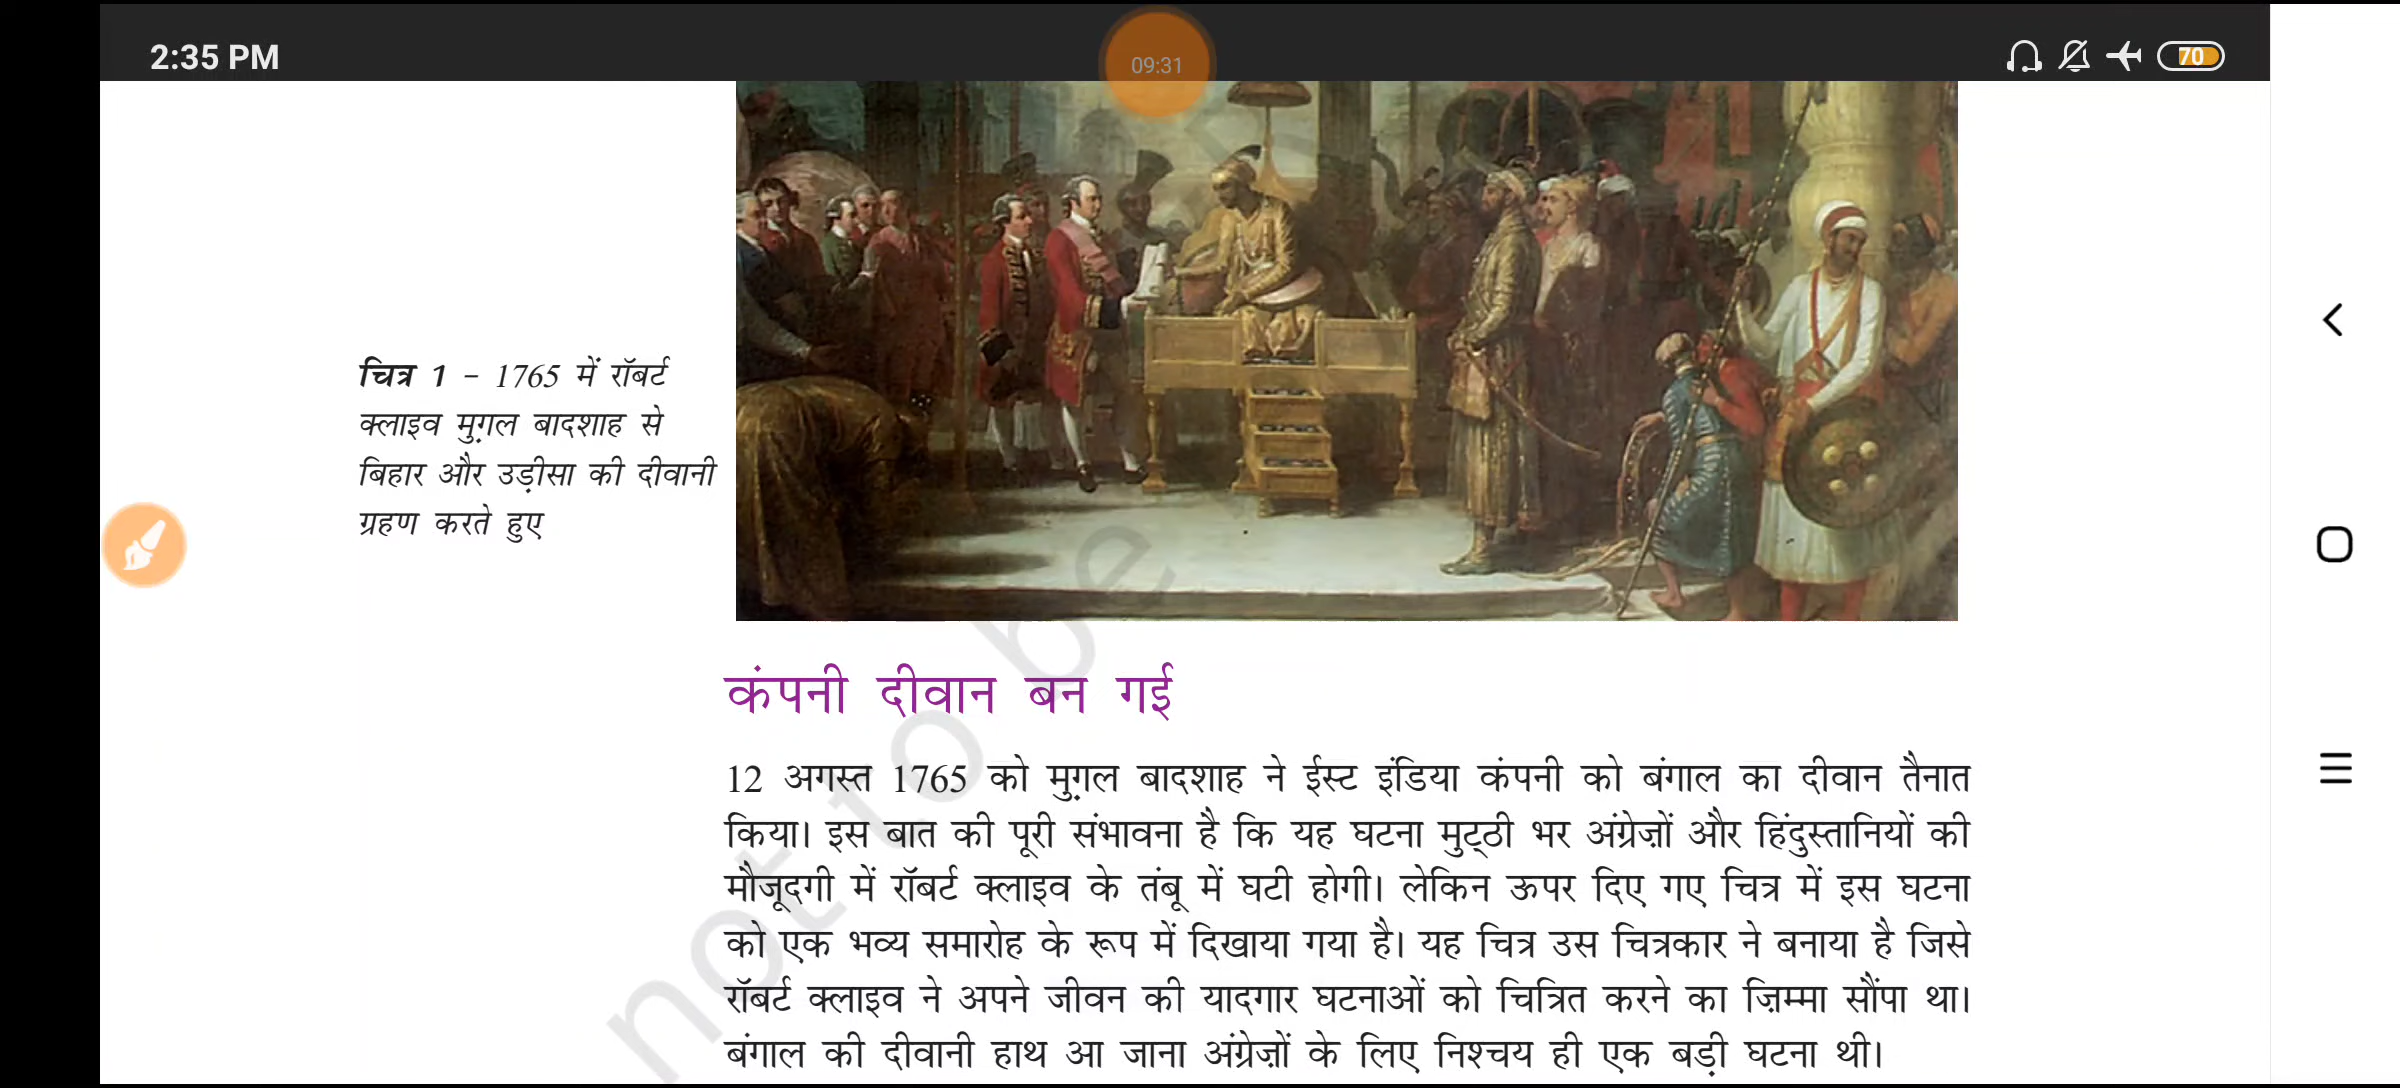 2:35 PM
09:31
70
चित्र 1 – 1765 में रॉबर्ट
क्लाइव मुग़ल बादशाह से
बिहार और उड़ीसा की दीवानी
ग्रहण करते हुए
कंपनी दीवान बन गई
12 अगस्त 1765 को मुग़ल बादशाह ने ईस्ट इंडिया कंपनी को बंगाल का दीवान तैनात
किया। इस बात की पूरी संभावना है कि यह घटना मुट्ठी भर अंग्रेज़ों और हिंदुस्तानियों की
मौजूदगी में रॉबर्ट क्लाइव के तंबू में घटी होगी। लेकिन ऊपर दिए गए चित्र में इस घटना
को एक भव्य समारोह के रूप में दिखाया गया है। यह चित्र उस चित्रकार ने बनाया है जिसे
रॉबर्ट क्लाइव ने अपने जीवन की यादगार घटनाओं को चित्रित करने का ज़िम्मा सौंपा था।
बंगाल की दीवानी हाथ आ जाना अंग्रेज़ों के लिए निश्चय ही एक बड़ी घटना थी।
not to be